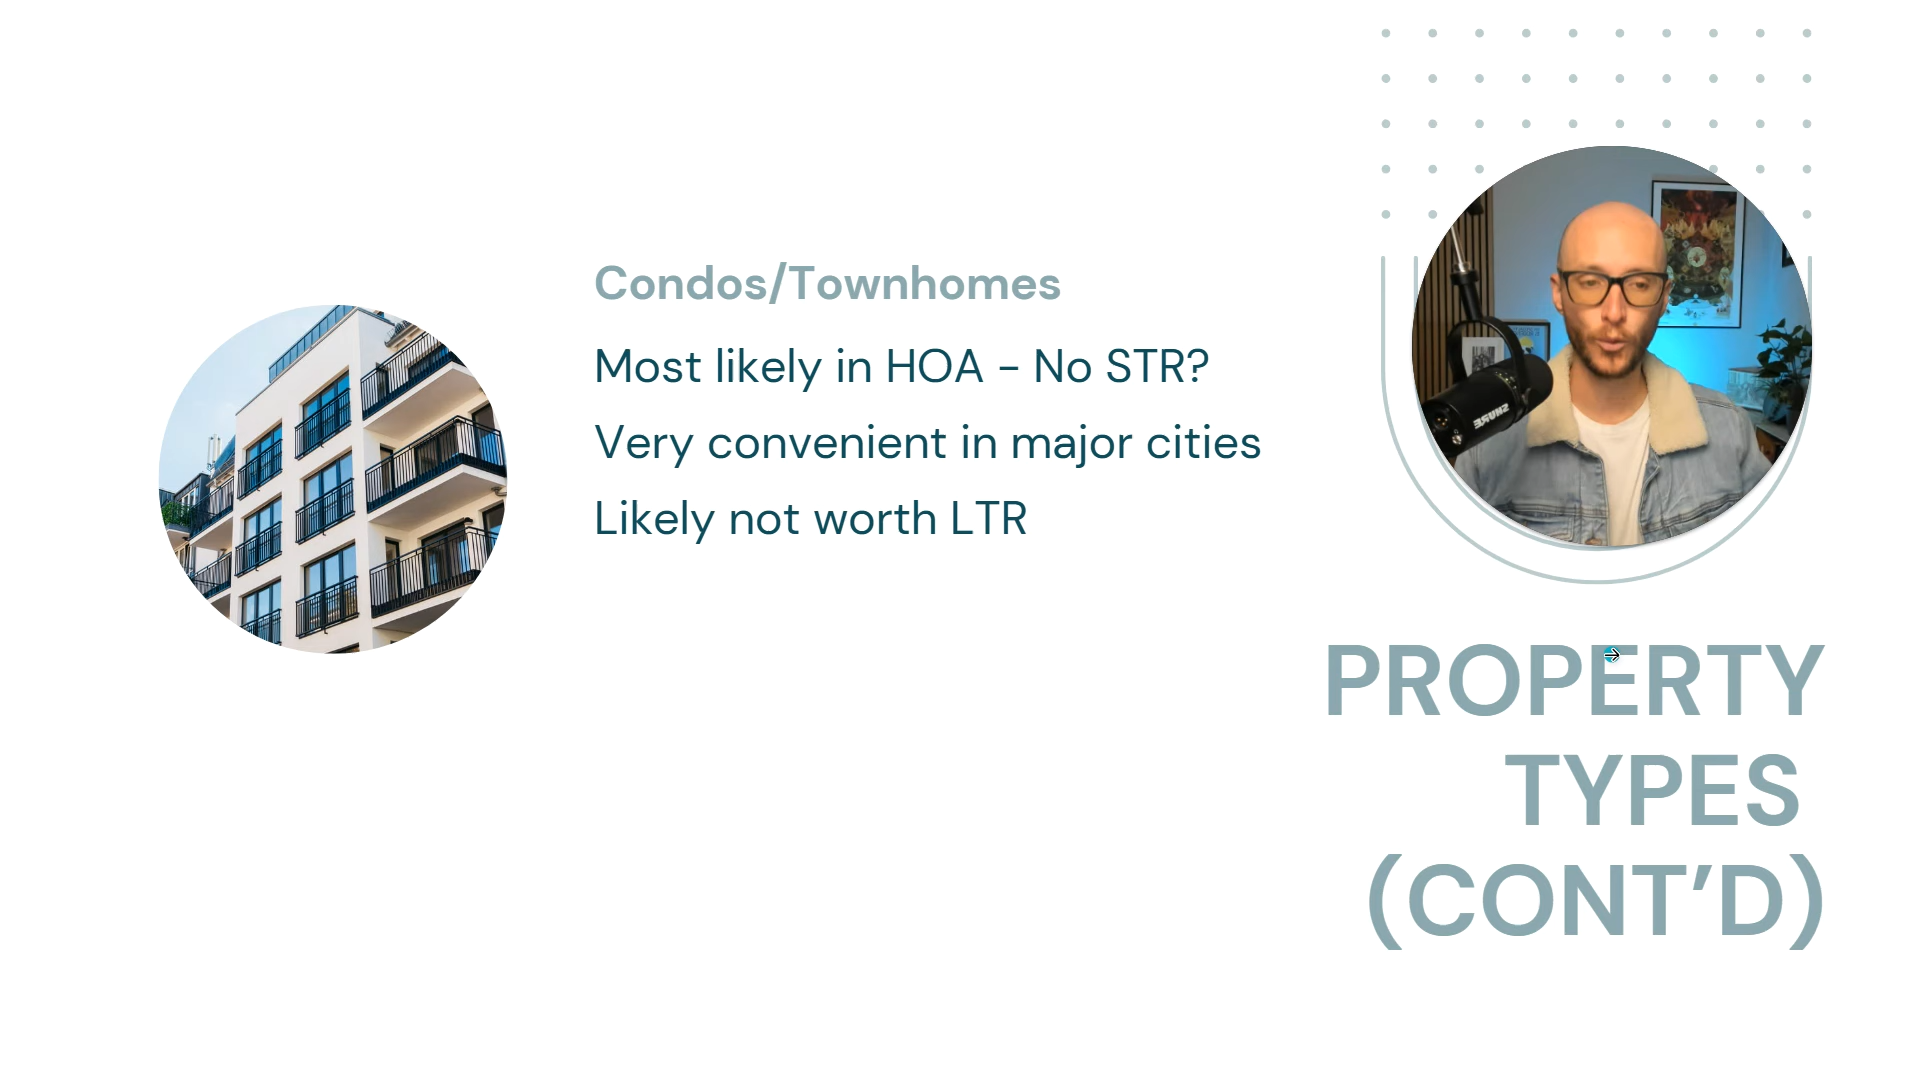 Condos/Townhomes
Most likely in HOA - No STR?
Very convenient in major cities
Likely not worth LTR
SHURE
PROPERTY
TYPES
(CONT’D)